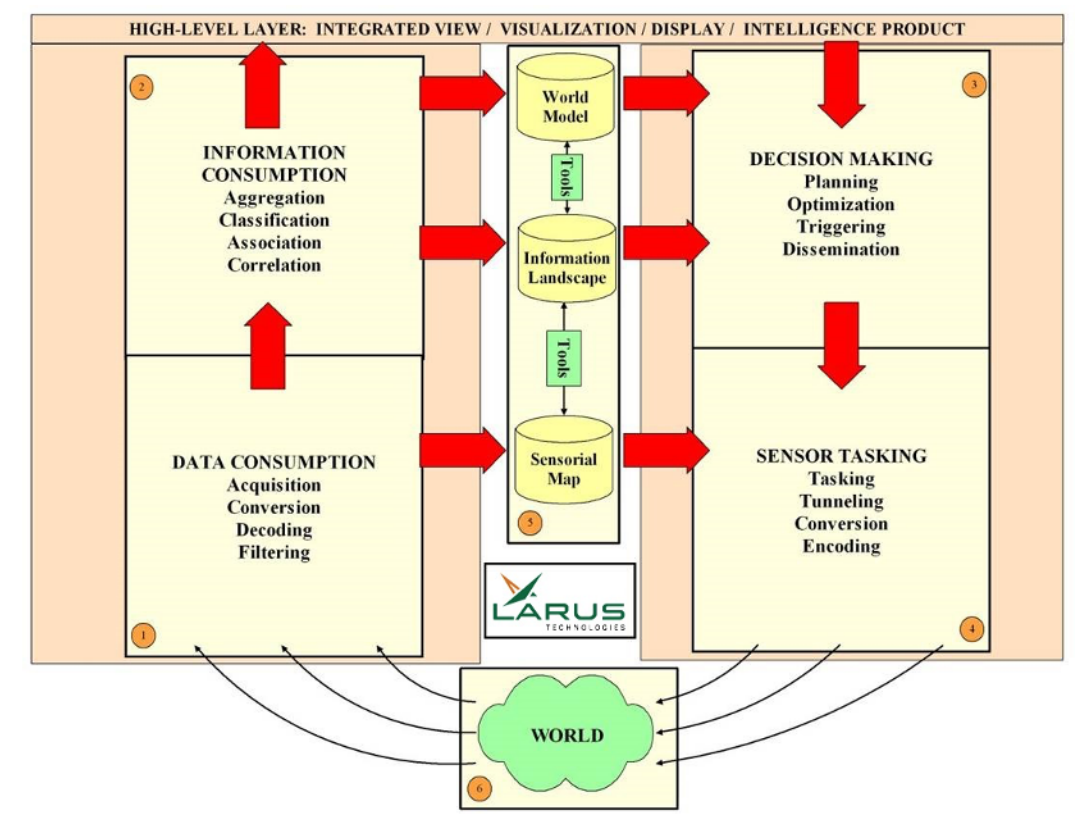 HIGH-LEVEL LAYER: INTEGRATED VIEW / VISUALIZATION / DISPLAY / INTELLIGENCE PRODUCT
2
INFORMATION
CONSUMPTION
Aggregation
Classification
Association
Correlation
DATA CONSUMPTION
Acquisition
Conversion
Decoding
Filtering
1
World
Model
Tools
Information
Landscape
Tools
Sensorial
Map
5
LARUS
TECHNOLOGIES
3
DECISION MAKING
Planning
Optimization
Triggering
Dissemination
SENSOR TASKING
Tasking
Tunneling
Conversion
Encoding
4
WORLD
6